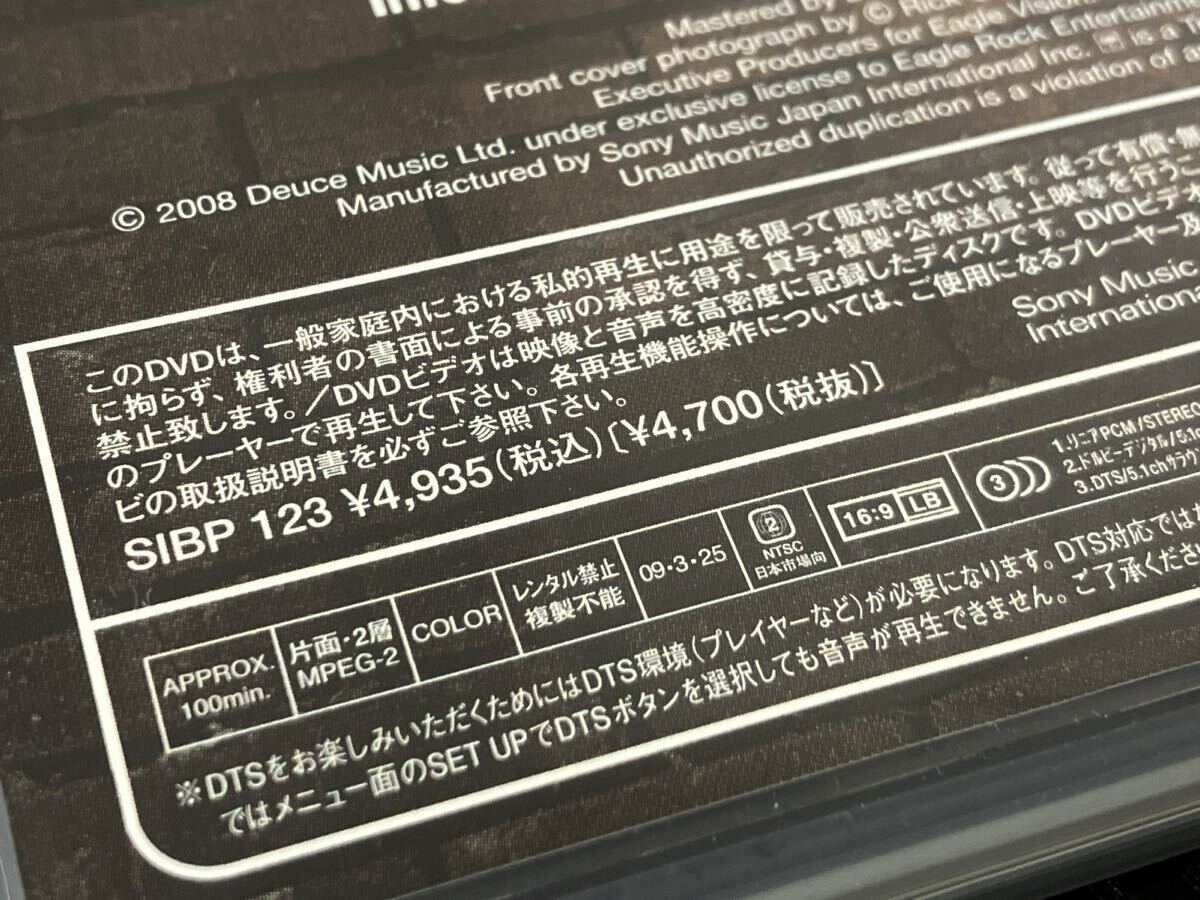 Mastered by
Front cover photograph by © Rick
Executive Producers for Eagle Vision
© 2008 Deuce Music Ltd. under exclusive license to Eagle Rock Entertainment
Manufactured by Sony Music Japan International Inc. is a
Unauthorized duplication is a violation of
このDVDは、一般家庭内における私的再生に用途を限って販売されています。従って有償・無
に拘らず、権利者の書面による事前の承認を得ず、貸与・複製・公衆送信・上映等を行うこ
禁止致します。/DVDビデオは映像と音声を高密度に記録したディスクです。DVDビデオ
のプレーヤーで再生して下さい。各再生機能操作については、ご使用になるプレーヤー及
ビの取扱説明書を必ずご参照下さい。
Sony Music
International
SIBP 123 ¥4,935(税込)[¥4,700(税抜)]
APPROX.
100min.
片面・2層
MPEG-2
COLOR
レンタル禁止
複製不能
09・3・25
2
NTSC
日本市場向
16:9 LB
3
1.リニアPCM/STEREO
2.ドルビーデジタル/5.1
3.DTS/5.1chサラウン
※DTSをお楽しみいただくためにはDTS環境(プレイヤーなど)が必要になります。DTS対応では
ではメニュー面のSET UPでDTSボタンを選択しても音声が再生できません。ご了承くださ